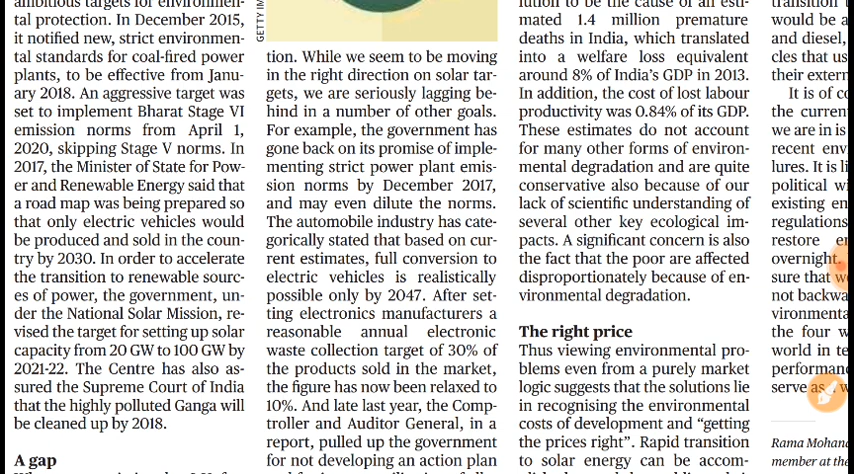 ambitious targets for environmen-
tal protection. In December 2015,
it notified new, strict environmen-
tal standards for coal-fired power
plants, to be effective from Janu-
ary 2018. An aggressive target was
set to implement Bharat Stage VI
emission norms from April 1,
2020, skipping Stage V norms. In
2017, the Minister of State for Pow-
er and Renewable Energy said that
a road map was being prepared so
that only electric vehicles would
be produced and sold in the coun-
try by 2030. In order to accelerate
the transition to renewable sourc-
es of power, the government, un-
der the National Solar Mission, re-
vised the target for setting up solar
capacity from 20 GW to 100 GW by
2021-22. The Centre has also as-
sured the Supreme Court of India
that the highly polluted Ganga will
be cleaned up by 2018.
A gap
GETTY IM
tion. While we seem to be moving
in the right direction on solar tar-
gets, we are seriously lagging be-
hind in a number of other goals.
For example, the government has
gone back on its promise of imple-
menting strict power plant emis-
sion norms by December 2017,
and may even dilute the norms.
The automobile industry has cate-
gorically stated that based on cur-
rent estimates, full conversion to
electric vehicles is realistically
possible only by 2047. After set-
ting electronics manufacturers a
reasonable annual electronic
waste collection target of 30% of
the products sold in the market,
the figure has now been relaxed to
10%. And late last year, the Comp-
troller and Auditor General, in a
report, pulled up the government
for not developing an action plan
lution to be the cause of an esti-
mated 1.4 million premature
deaths in India, which translated
into a welfare loss equivalent
around 8% of India's GDP in 2013.
In addition, the cost of lost labour
productivity was 0.84% of its GDP.
These estimates do not account
for many other forms of environ-
mental degradation and are quite
conservative also because of our
lack of scientific understanding of
several other key ecological im-
pacts. A significant concern is also
the fact that the poor are affected
disproportionately because of en-
vironmental degradation.
The right price
Thus viewing environmental pro-
blems even from a purely market
logic suggests that the solutions lie
in recognising the environmental
costs of development and "getting
the prices right". Rapid transition
to solar energy can be accom-
transition
would be a
and diesel,
cles that us
their extern
It is of co
the curren
we are in is
recent env
lures. It is li
political wi
existing en
regulations
restore er
overnight.
sure that w
not backwa
vironmenta
the four w
world in te
performan
serve as
Rama Mohana
member at the